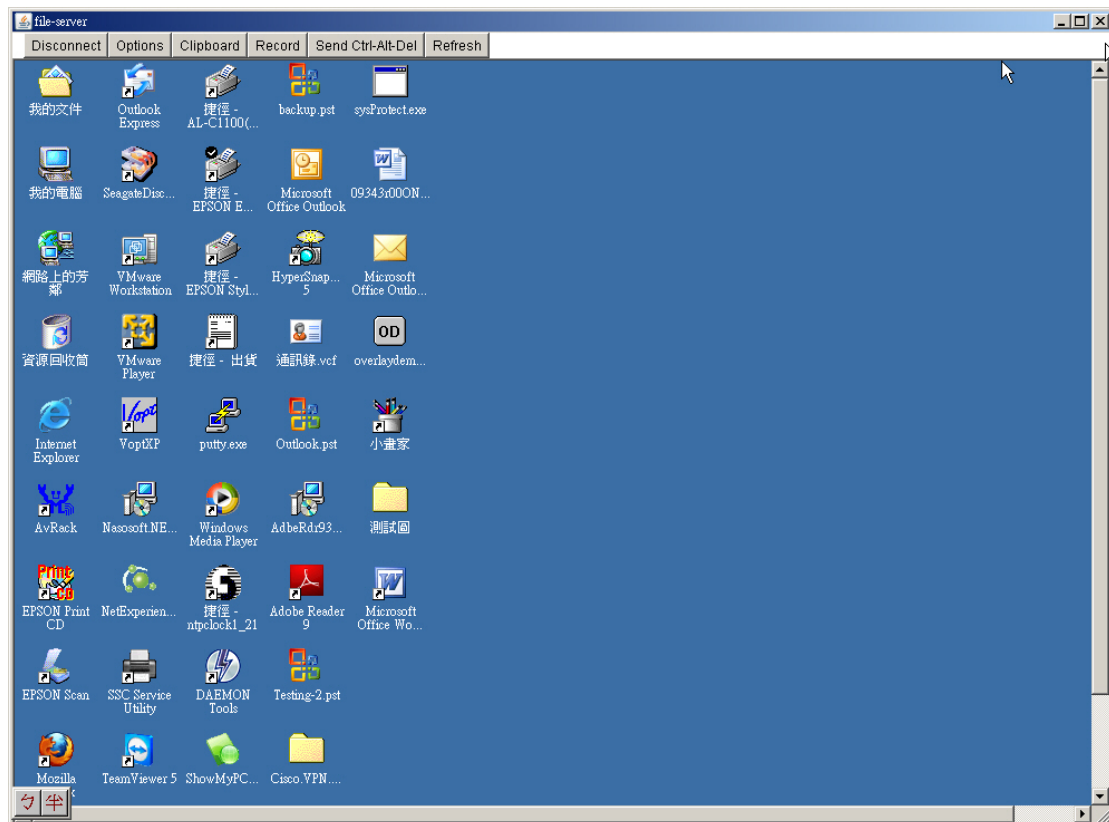 file-server
Disconnect Options Clipboard Record Send Ctrl-Alt-Del Refresh
我的文件
Outlook
Express
捷徑 -
AL-C1100(...
backup.pst
sysProtect.exe
我的電腦
SeagateDisc...
捷徑 -
EPSON E...
Microsoft
Office Outlook
09343r00ON...
網路上的芳
鄰
VMware
Workstation
捷徑 -
EPSON Styl...
HyperSnap...
5
Microsoft
Office Outlo...
資源回收筒
VMware
Player
捷徑 - 出貨
通訊錄.vcf
OD
overlaydem...
Internet
Explorer
Vopt
VoptXP
putty.exe
Outlook.pst
小畫家
AvRack
Nasosoft.NE...
Windows
Media Player
AdbeRdr93...
測試圖
Print
CD
EPSON Print
CD
NetExperien...
捷徑 -
ntpclock1_21
Adobe Reader
9
Microsoft
Office Wo...
EPSON Scan
SSC Service
Utility
DAEMON
Tools
Testing-2.pst
Mozilla
TeamViewer 5
ShowMyPC...
Cisco.VPN....
ㄅ 半